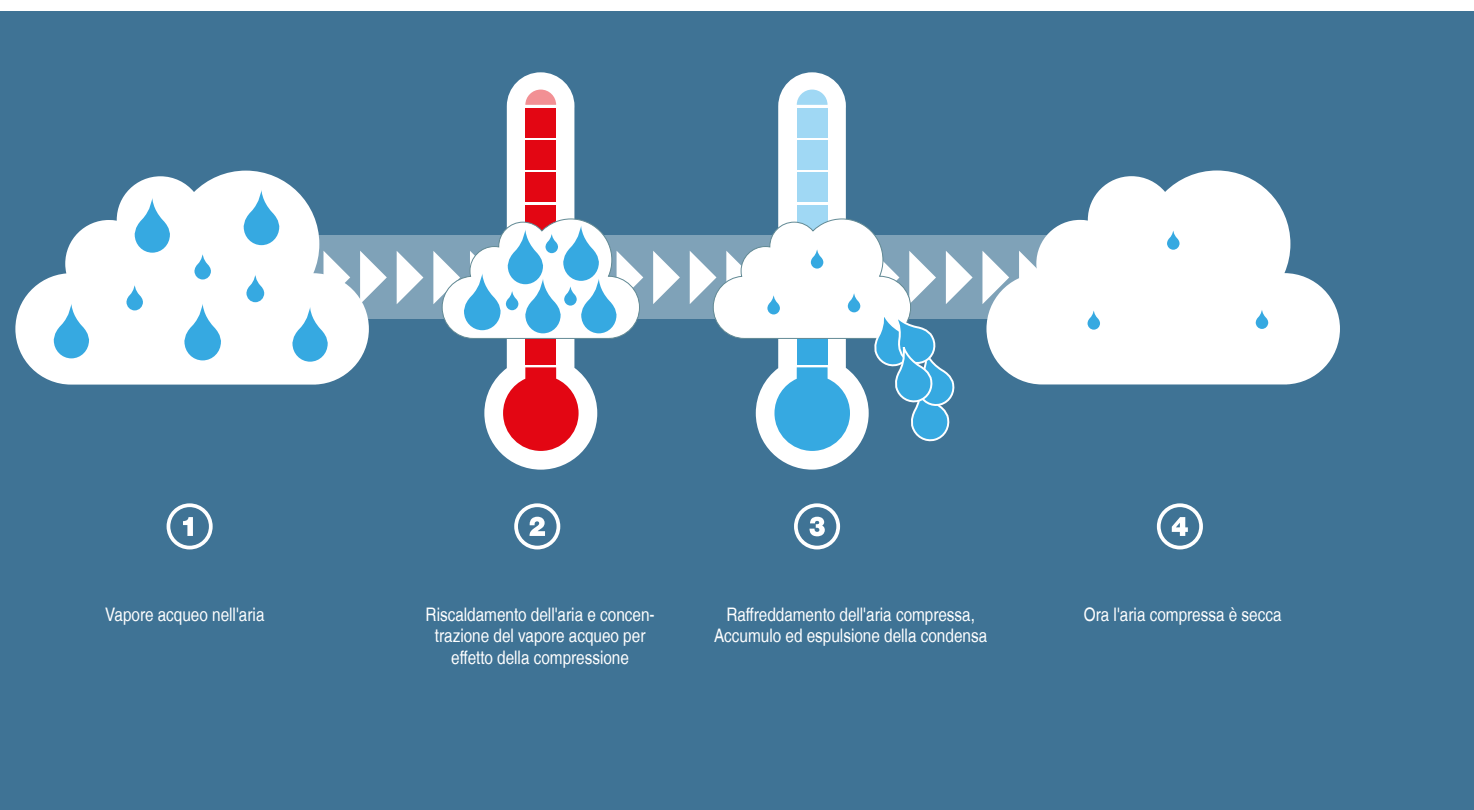 1
2
3
4
Vapore acqueo nell'aria
Riscaldamento dell'aria e concen-
trazione del vapore acqueo per
effetto della compressione
Raffreddamento dell'aria compressa,
Accumulo ed espulsione della condensa
Ora l'aria compressa è secca